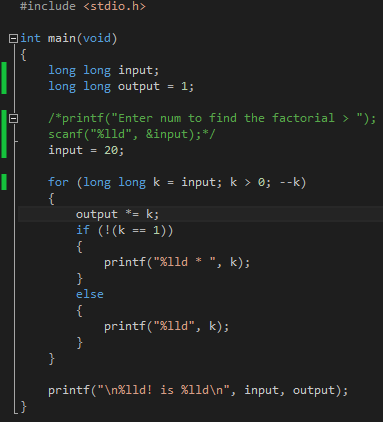 #include <stdio.h>

int main(void)
{
    long long input;
    long long output = 1;

    /*printf("Enter num to find the factorial > ");
    scanf("%lld", &input);*/
    input = 20;

    for (long long k = input; k > 0; --k)
    {
        output *= k;
        if (!(k == 1))
        {
            printf("%lld * ", k);
        }
        else
        {
            printf("%lld", k);
        }
    }

    printf("\n%lld! is %lld\n", input, output);
}